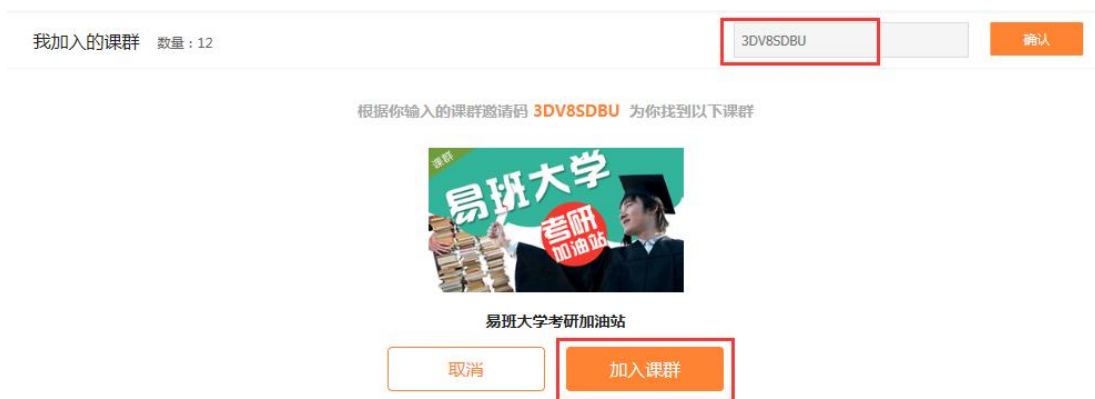 我加入的课群 数量：12 3DV8SDBU 确认
根据你输入的课群邀请码 3DV8SDBU 为你找到以下课群
课群
易班大学
考研
加油站
易班大学考研加油站
取消 加入课群